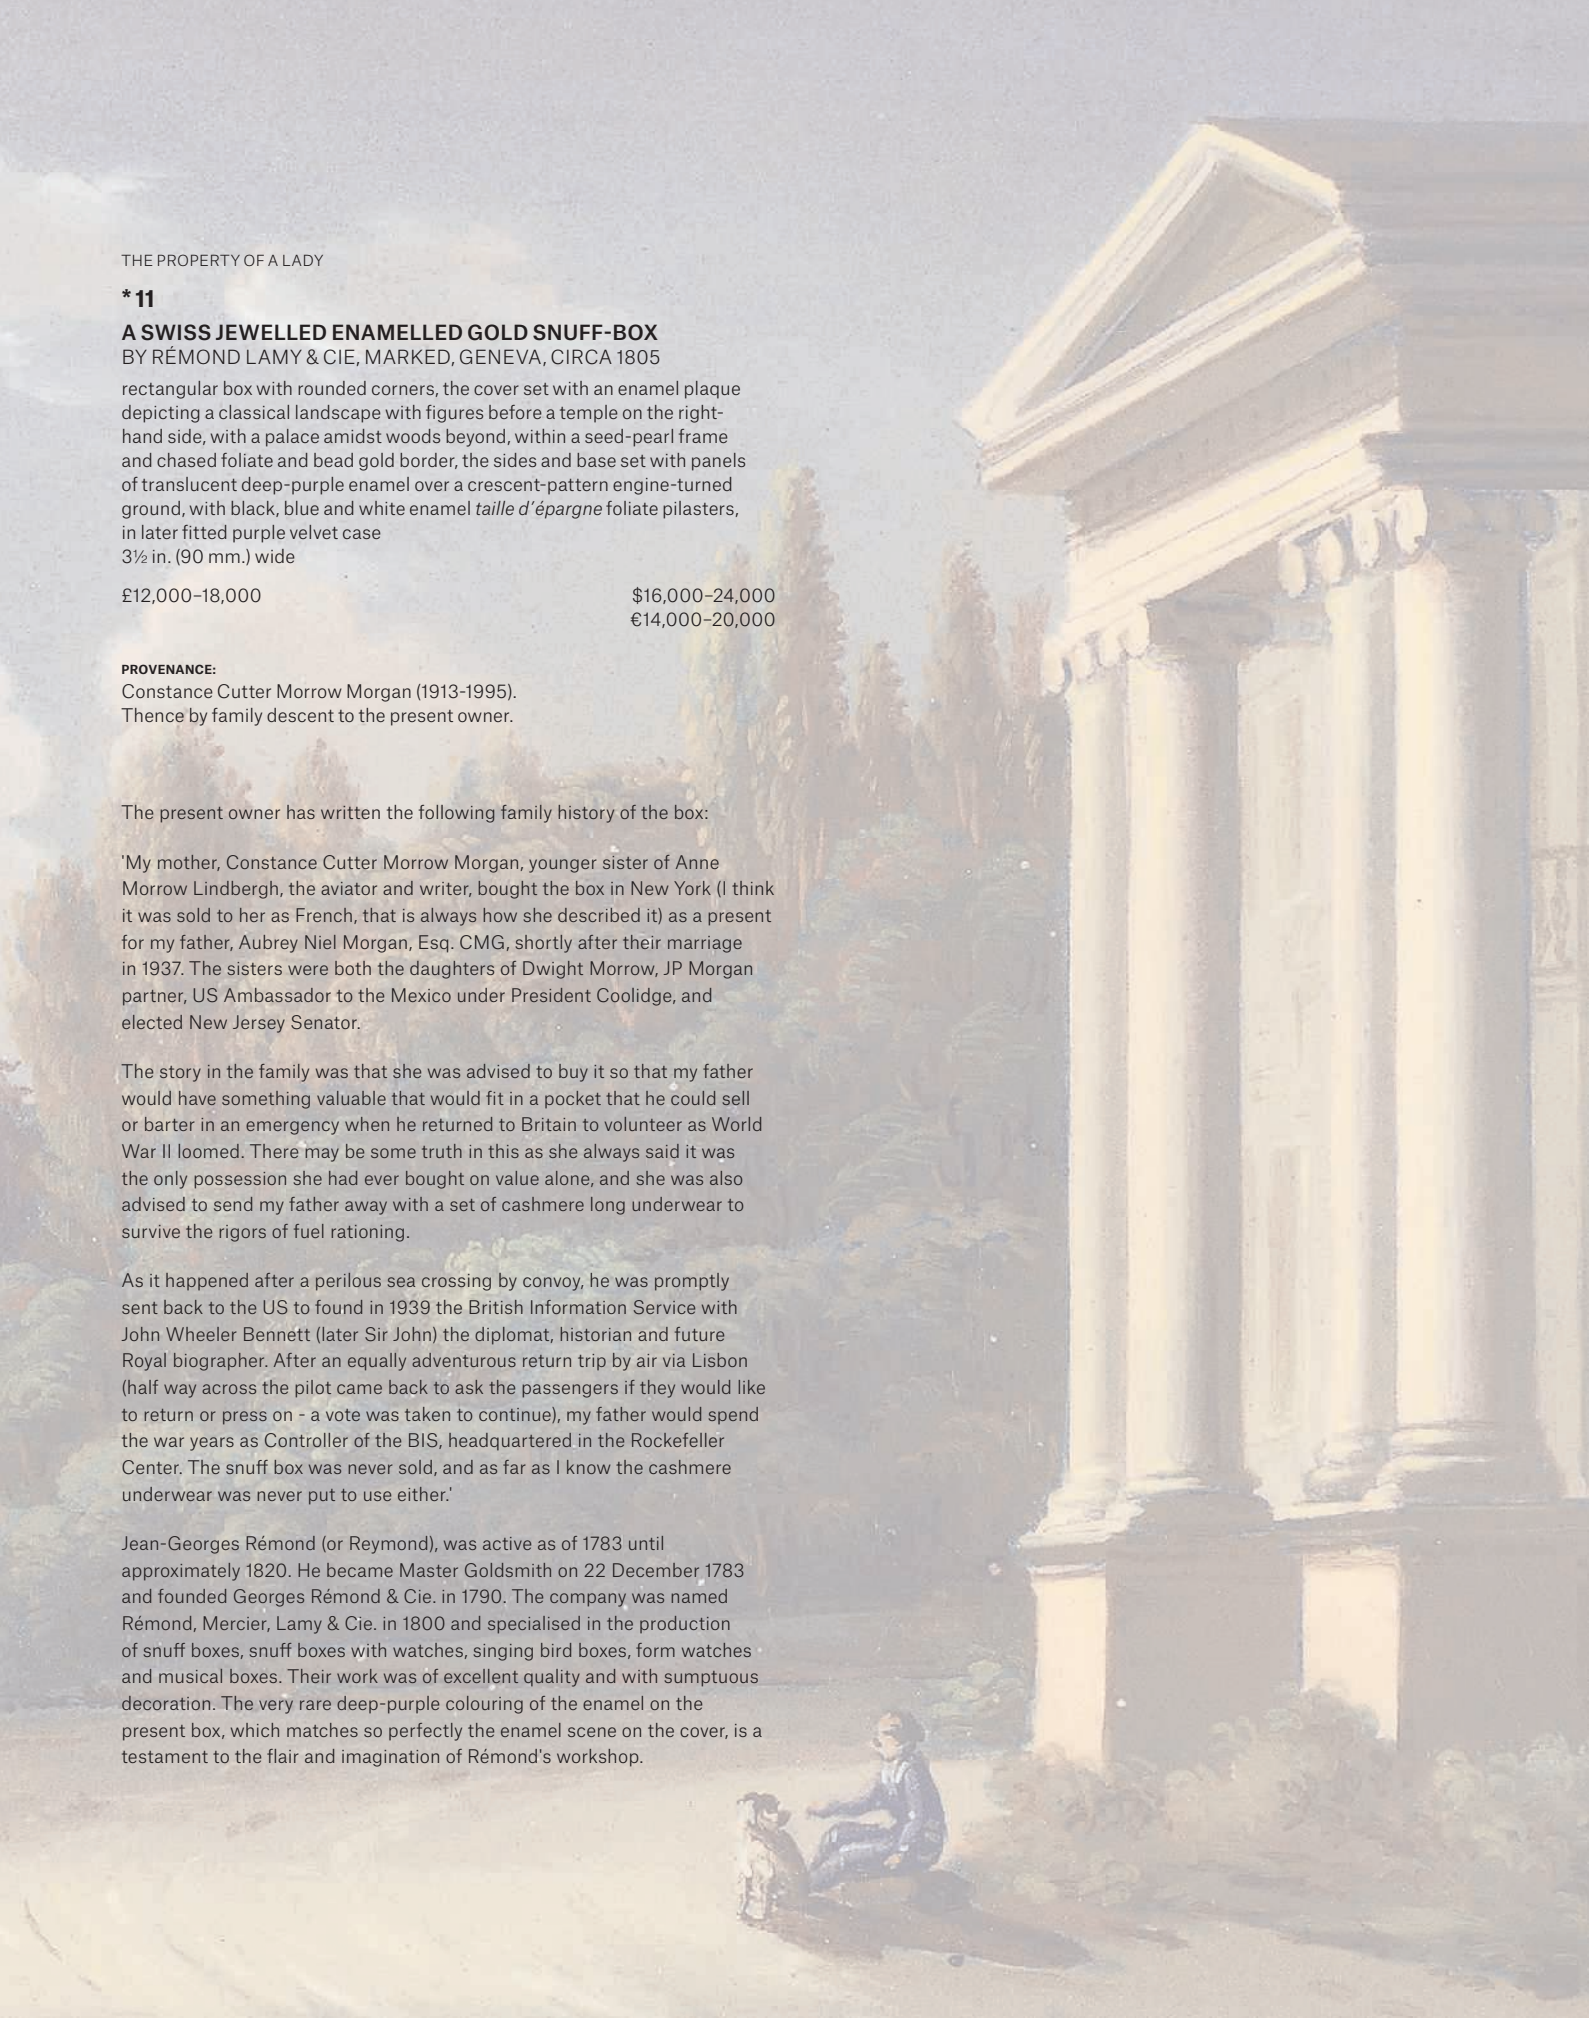 THE PROPERTY OF A LADY
* 11
A SWISS JEWELLED ENAMELLED GOLD SNUFF-BOX
BY RÉMOND LAMY & CIE, MARKED, GENEVA, CIRCA 1805
rectangular box with rounded corners, the cover set with an enamel plaque
depicting a classical landscape with figures before a temple on the right-
hand side, with a palace amidst woods beyond, within a seed-pearl frame
and chased foliate and bead gold border, the sides and base set with panels
of translucent deep-purple enamel over a crescent-pattern engine-turned
ground, with black, blue and white enamel taille d'épargne foliate pilasters,
in later fitted purple velvet case
3½ in. (90 mm.) wide
£12,000–18,000 $16,000–24,000
€14,000–20,000
PROVENANCE:
Constance Cutter Morrow Morgan (1913-1995).
Thence by family descent to the present owner.
The present owner has written the following family history of the box:
'My mother, Constance Cutter Morrow Morgan, younger sister of Anne
Morrow Lindbergh, the aviator and writer, bought the box in New York (I think
it was sold to her as French, that is always how she described it) as a present
for my father, Aubrey Niel Morgan, Esq. CMG, shortly after their marriage
in 1937. The sisters were both the daughters of Dwight Morrow, JP Morgan
partner, US Ambassador to the Mexico under President Coolidge, and
elected New Jersey Senator.
The story in the family was that she was advised to buy it so that my father
would have something valuable that would fit in a pocket that he could sell
or barter in an emergency when he returned to Britain to volunteer as World
War II loomed. There may be some truth in this as she always said it was
the only possession she had ever bought on value alone, and she was also
advised to send my father away with a set of cashmere long underwear to
survive the rigors of fuel rationing.
As it happened after a perilous sea crossing by convoy, he was promptly
sent back to the US to found in 1939 the British Information Service with
John Wheeler Bennett (later Sir John) the diplomat, historian and future
Royal biographer. After an equally adventurous return trip by air via Lisbon
(half way across the pilot came back to ask the passengers if they would like
to return or press on - a vote was taken to continue), my father would spend
the war years as Controller of the BIS, headquartered in the Rockefeller
Center. The snuff box was never sold, and as far as I know the cashmere
underwear was never put to use either.'
Jean-Georges Rémond (or Reymond), was active as of 1783 until
approximately 1820. He became Master Goldsmith on 22 December 1783
and founded Georges Rémond & Cie. in 1790. The company was named
Rémond, Mercier, Lamy & Cie. in 1800 and specialised in the production
of snuff boxes, snuff boxes with watches, singing bird boxes, form watches
and musical boxes. Their work was of excellent quality and with sumptuous
decoration. The very rare deep-purple colouring of the enamel on the
present box, which matches so perfectly the enamel scene on the cover, is a
testament to the flair and imagination of Rémond's workshop.